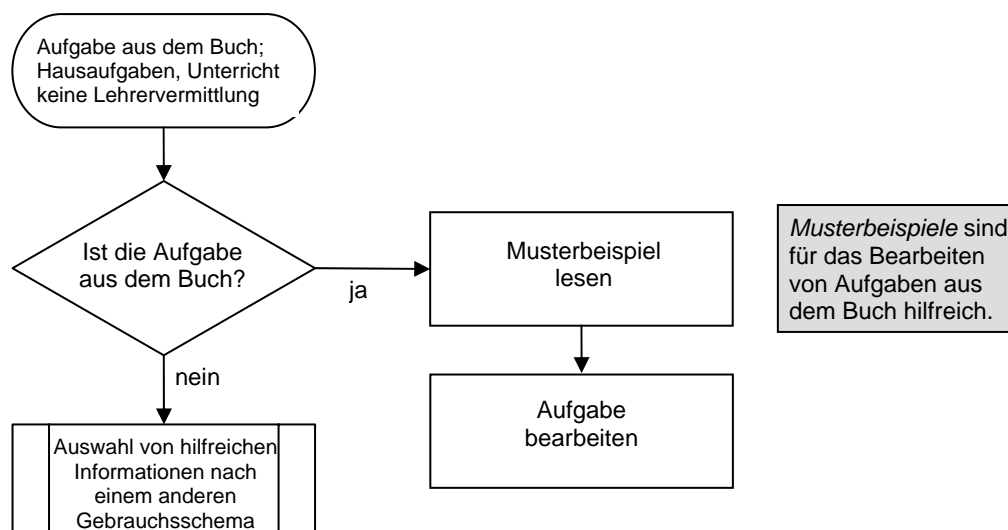 Aufgabe aus dem Buch;
Hausaufgaben, Unterricht
keine Lehrervermittlung
Ist die Aufgabe
aus dem Buch?
ja
nein
Musterbeispiel
lesen
Aufgabe
bearbeiten
Musterbeispiele sind
für das Bearbeiten
von Aufgaben aus
dem Buch hilfreich.
Auswahl von hilfreichen
Informationen nach
einem anderen
Gebrauchsschema